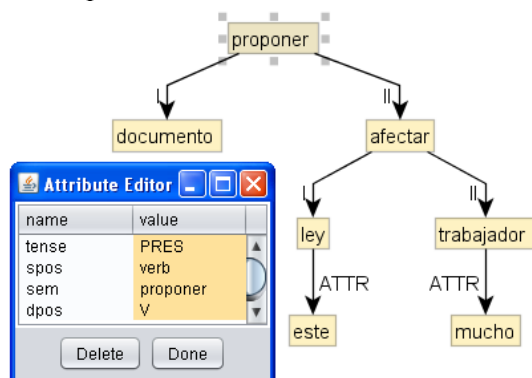 proponer
I
II
documento
afectar
Attribute Editor
name value
tense PRES
spos verb
sem proponer
dpos V
Delete Done
I
II
ley
trabajador
ATTR
ATTR
este
mucho